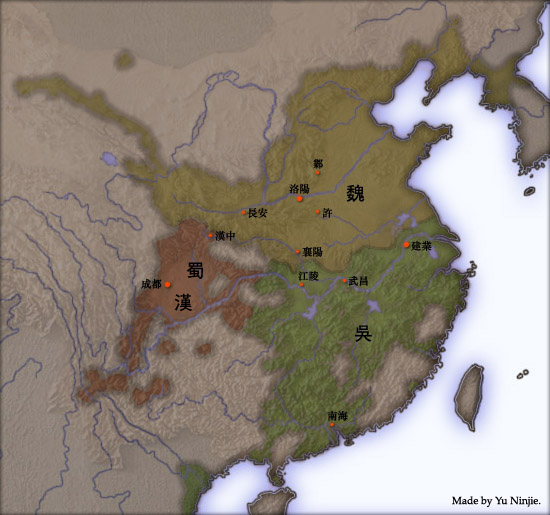 鄴
洛陽
魏
長安
許
漢中
襄陽
建業
蜀
漢
成都
江陵
武昌
吳
南海
Made by Yu Ninjie.